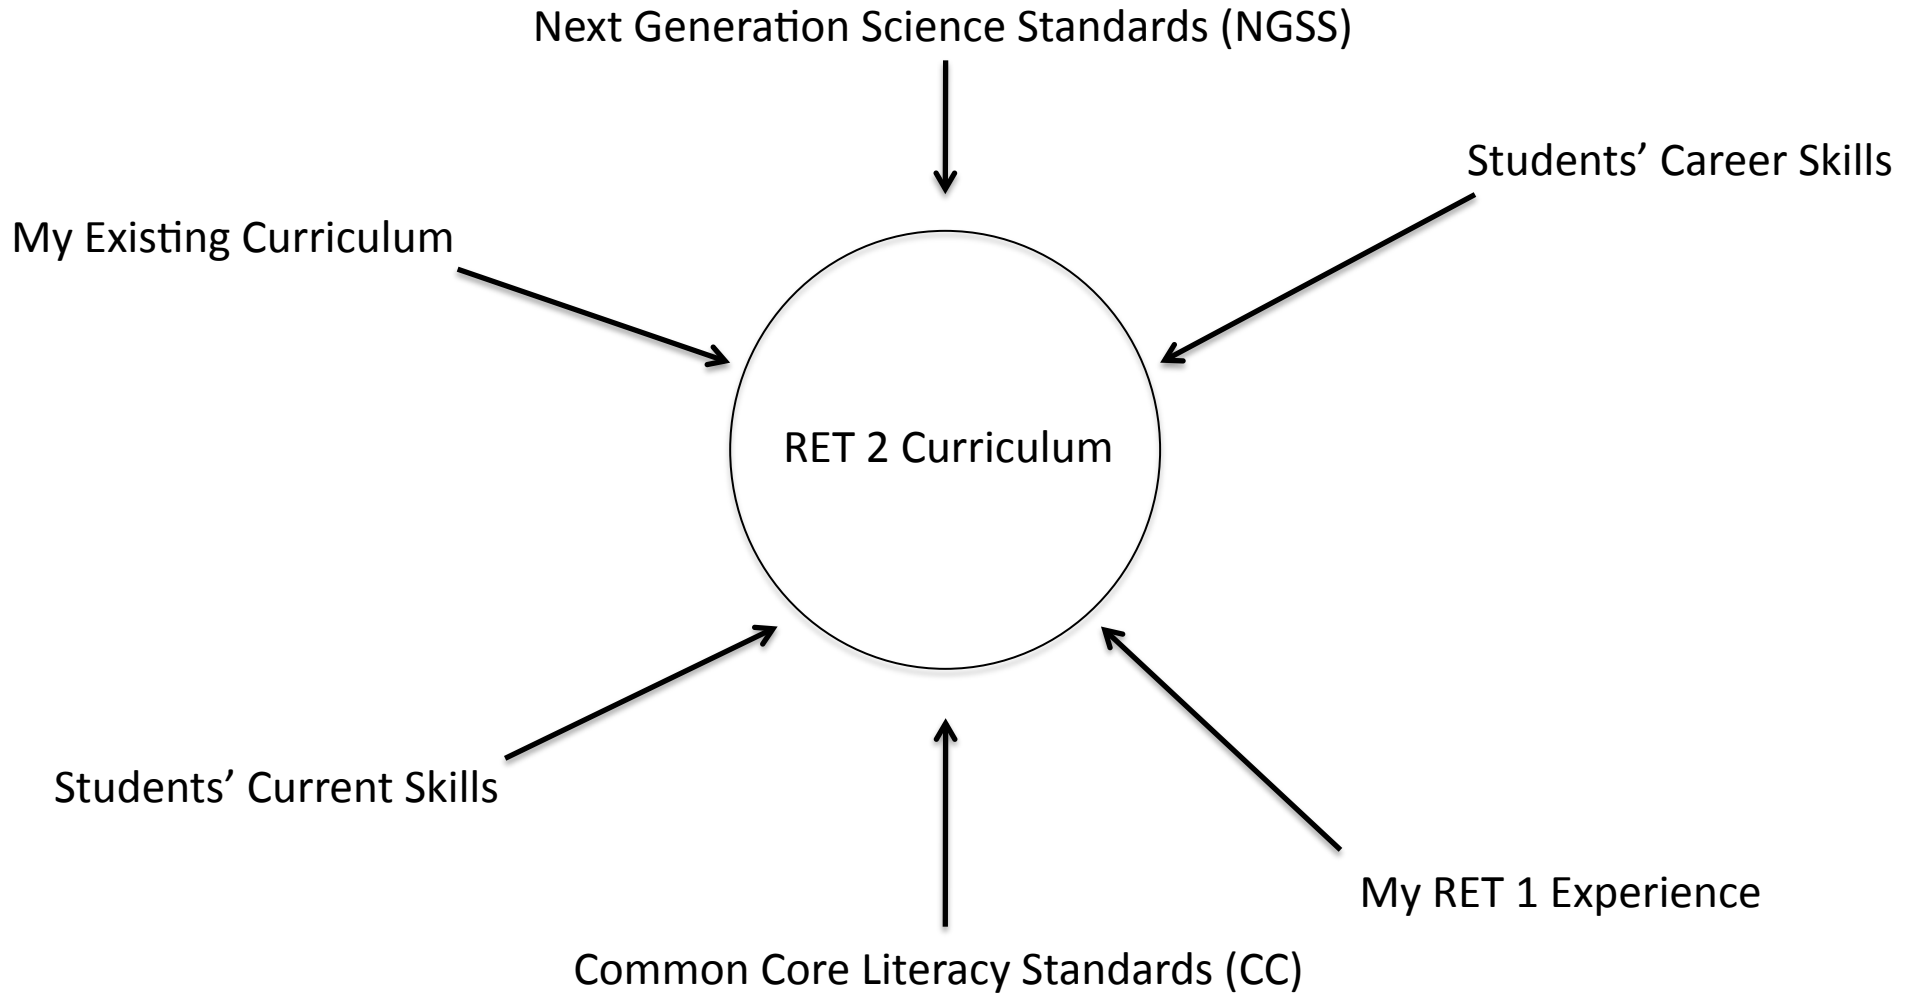 Next Generation Science Standards (NGSS)
Students’ Career Skills
My Existing Curriculum
RET 2 Curriculum
Students’ Current Skills
My RET 1 Experience
Common Core Literacy Standards (CC)